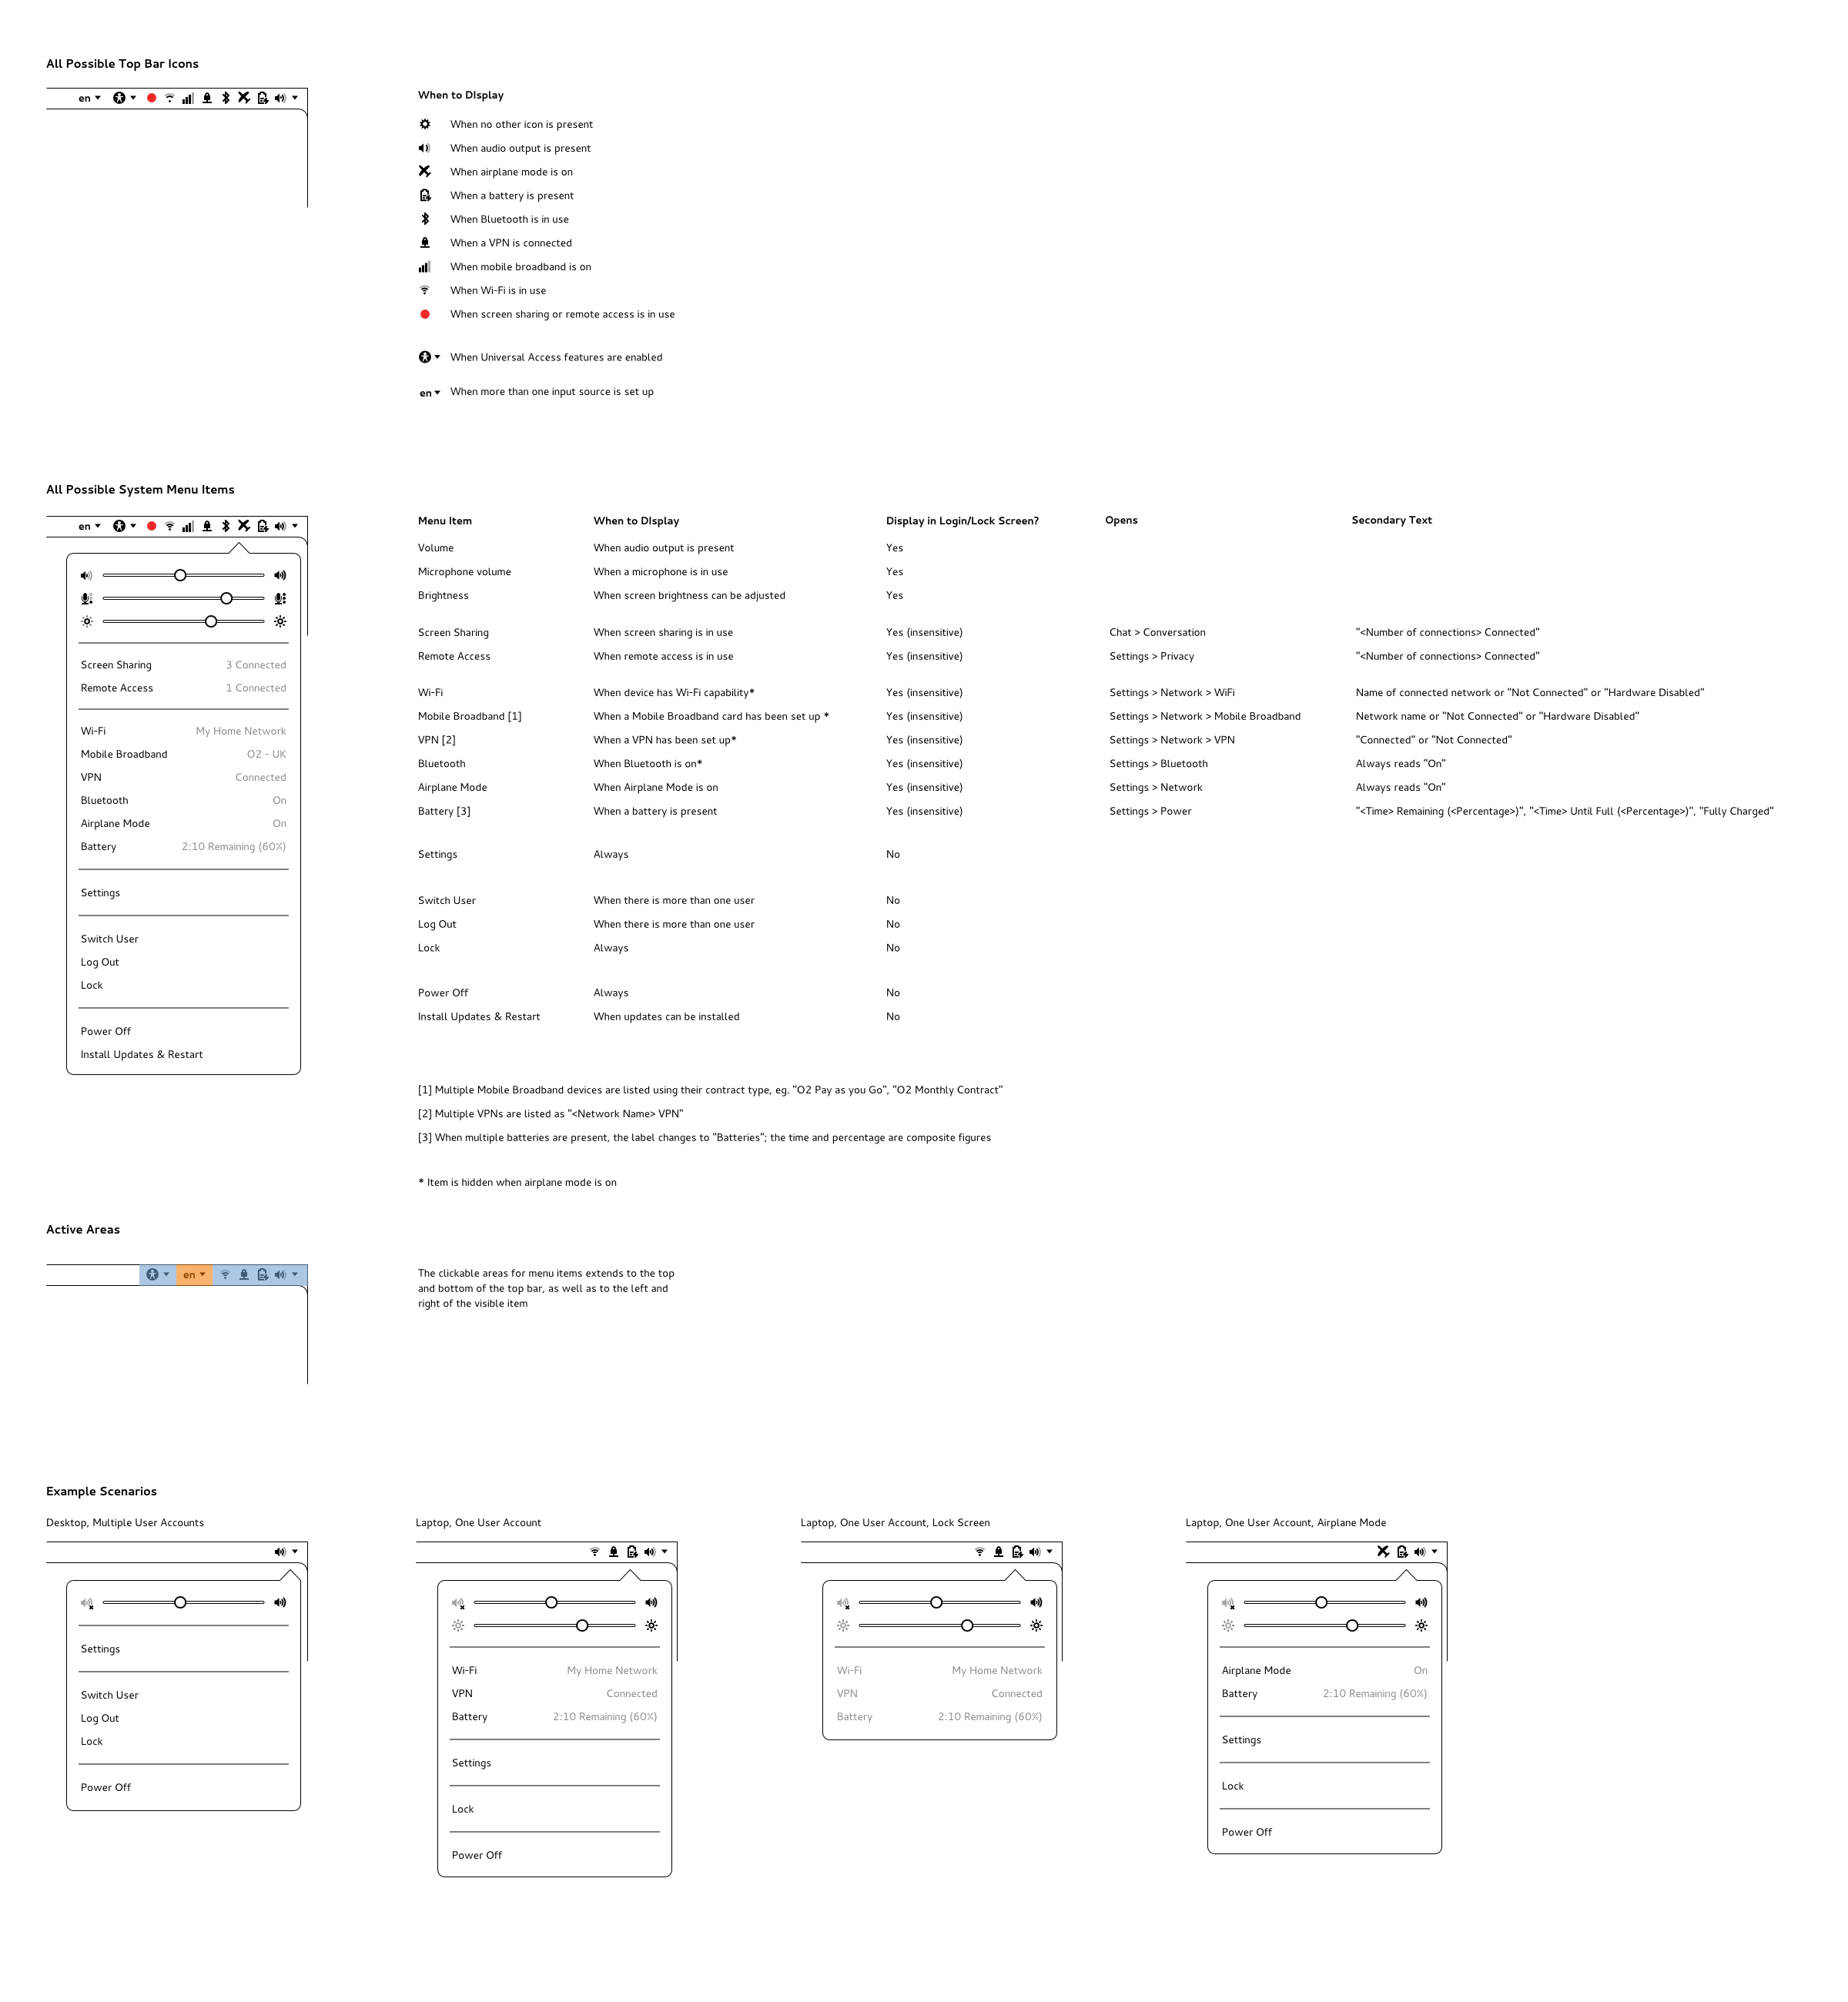 All Possible Top Bar Icons
en
When to DIsplay
When no other icon is present
When audio output is present
When airplane mode is on
When a battery is present
When Bluetooth is in use
When a VPN is connected
When mobile broadband is on
When Wi-Fi is in use
When screen sharing or remote access is in use
When Universal Access features are enabled
en When more than one input source is set up
All Possible System Menu Items
en
Screen Sharing 3 Connected
Remote Access 1 Connected
Wi-Fi My Home Network
Mobile Broadband O2 - UK
VPN Connected
Bluetooth On
Airplane Mode On
Battery 2:10 Remaining (60%)
Settings
Switch User
Log Out
Lock
Power Off
Install Updates & Restart
Menu Item When to DIsplay Display in Login/Lock Screen? Opens Secondary Text
Volume When audio output is present Yes
Microphone volume When a microphone is in use Yes
Brightness When screen brightness can be adjusted Yes
Screen Sharing When screen sharing is in use Yes (insensitive) Chat > Conversation "<Number of connections> Connected"
Remote Access When remote access is in use Yes (insensitive) Settings > Privacy "<Number of connections> Connected"
Wi-Fi When device has Wi-Fi capability* Yes (insensitive) Settings > Network > WiFi Name of connected network or "Not Connected" or "Hardware Disabled"
Mobile Broadband [1] When a Mobile Broadband card has been set up * Yes (insensitive) Settings > Network > Mobile Broadband Network name or "Not Connected" or "Hardware Disabled"
VPN [2] When a VPN has been set up* Yes (insensitive) Settings > Network > VPN "Connected" or "Not Connected"
Bluetooth When Bluetooth is on* Yes (insensitive) Settings > Bluetooth Always reads "On"
Airplane Mode When Airplane Mode is on Yes (insensitive) Settings > Network Always reads "On"
Battery [3] When a battery is present Yes (insensitive) Settings > Power "<Time> Remaining (<Percentage>)", "<Time> Until Full (<Percentage>)", "Fully Charged"
Settings Always No
Switch User When there is more than one user No
Log Out When there is more than one user No
Lock Always No
Power Off Always No
Install Updates & Restart When updates can be installed No
[1] Multiple Mobile Broadband devices are listed using their contract type, eg. "O2 Pay as you Go", "O2 Monthly Contract"
[2] Multiple VPNs are listed as "<Network Name> VPN"
[3] When multiple batteries are present, the label changes to "Batteries"; the time and percentage are composite figures
* Item is hidden when airplane mode is on
Active Areas
en
The clickable areas for menu items extends to the top
and bottom of the top bar, as well as to the left and
right of the visible item
Example Scenarios
Desktop, Multiple User Accounts
Settings
Switch User
Log Out
Lock
Power Off
Laptop, One User Account
Wi-Fi My Home Network
VPN Connected
Battery 2:10 Remaining (60%)
Settings
Lock
Power Off
Laptop, One User Account, Lock Screen
Wi-Fi My Home Network
VPN Connected
Battery 2:10 Remaining (60%)
Laptop, One User Account, Airplane Mode
Airplane Mode On
Battery 2:10 Remaining (60%)
Settings
Lock
Power Off